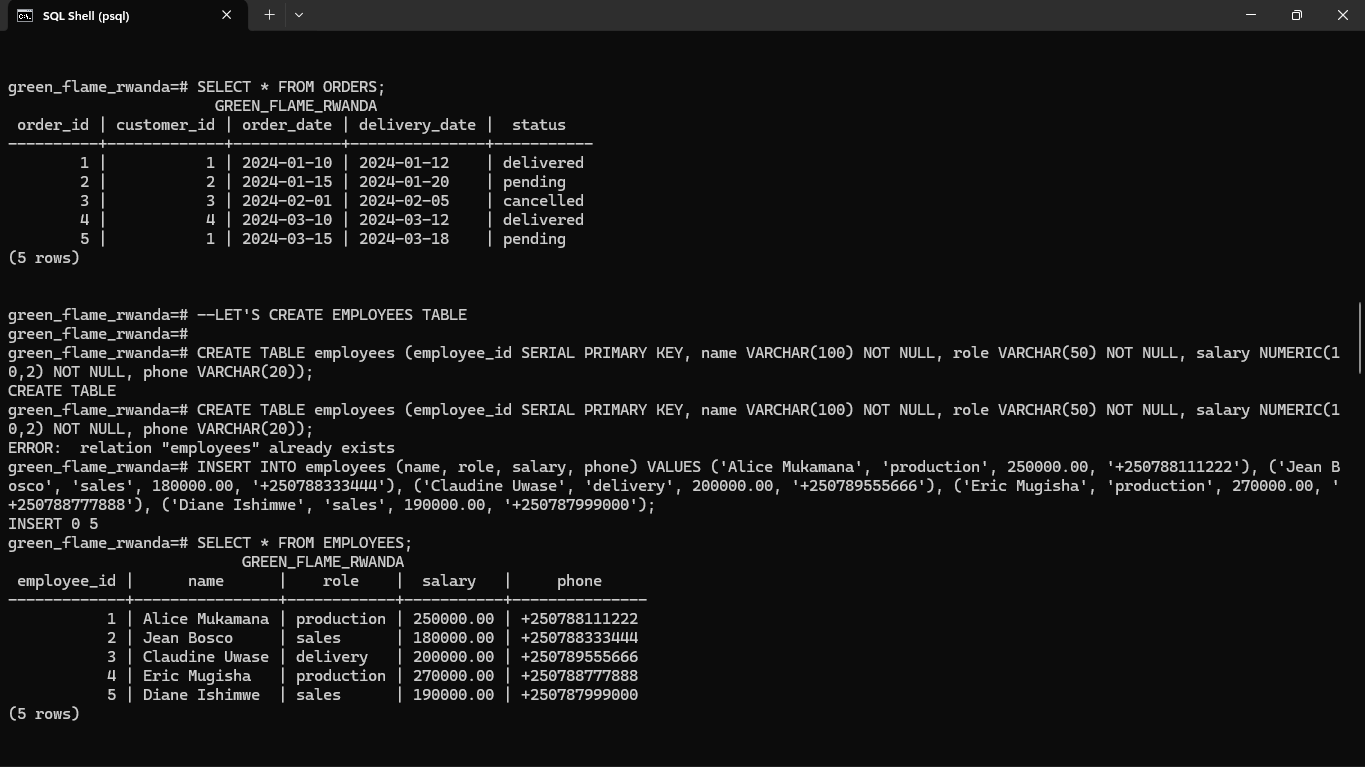 SQL Shell (psql)
green_flame_rwanda=# SELECT * FROM ORDERS;
GREEN_FLAME_RWANDA
order_id | customer_id | order_date | delivery_date | status
----------+-------------+------------+---------------+-----------
1 | 1 | 2024-01-10 | 2024-01-12 | delivered
2 | 2 | 2024-01-15 | 2024-01-20 | pending
3 | 3 | 2024-02-01 | 2024-02-05 | cancelled
4 | 4 | 2024-03-10 | 2024-03-12 | delivered
5 | 1 | 2024-03-15 | 2024-03-18 | pending
(5 rows)
green_flame_rwanda=# --LET'S CREATE EMPLOYEES TABLE
green_flame_rwanda=#
green_flame_rwanda=# CREATE TABLE employees (employee_id SERIAL PRIMARY KEY, name VARCHAR(100) NOT NULL, role VARCHAR(50) NOT NULL, salary NUMERIC(1
0,2) NOT NULL, phone VARCHAR(20));
CREATE TABLE
green_flame_rwanda=# CREATE TABLE employees (employee_id SERIAL PRIMARY KEY, name VARCHAR(100) NOT NULL, role VARCHAR(50) NOT NULL, salary NUMERIC(1
0,2) NOT NULL, phone VARCHAR(20));
ERROR:  relation "employees" already exists
green_flame_rwanda=# INSERT INTO employees (name, role, salary, phone) VALUES ('Alice Mukamana', 'production', 250000.00, '+250788111222'), ('Jean B
osco', 'sales', 180000.00, '+250788333444'), ('Claudine Uwase', 'delivery', 200000.00, '+250789555666'), ('Eric Mugisha', 'production', 270000.00, '
+250788777888'), ('Diane Ishimwe', 'sales', 190000.00, '+250787999000');
INSERT 0 5
green_flame_rwanda=# SELECT * FROM EMPLOYEES;
GREEN_FLAME_RWANDA
employee_id | name | role | salary | phone
-------------+----------------+------------+-----------+---------------
1 | Alice Mukamana | production | 250000.00 | +250788111222
2 | Jean Bosco | sales | 180000.00 | +250788333444
3 | Claudine Uwase | delivery | 200000.00 | +250789555666
4 | Eric Mugisha | production | 270000.00 | +250788777888
5 | Diane Ishimwe | sales | 190000.00 | +250787999000
(5 rows)